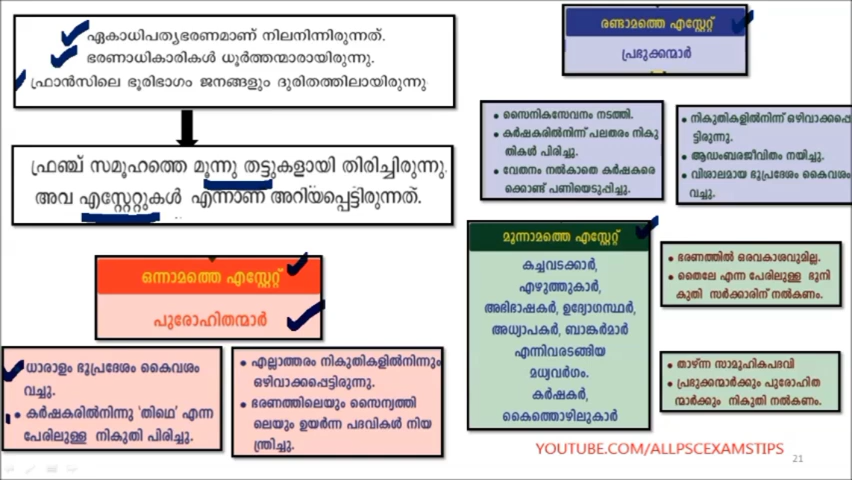 ഏകാധിപത്യഭരണമാണ് നിലനിന്നിരുന്നത്.
ഭരണാധികാരികൾ ധൂർത്തന്മാരായിരുന്നു.
ഫ്രാൻസിലെ ഭൂരിഭാഗം ജനങ്ങളും ദുരിതത്തിലായിരുന്നു
ഫ്രഞ്ച് സമൂഹത്തെ മൂന്നു തട്ടുകളായി തിരിച്ചിരുന്നു.
അവ എസ്റ്റേറ്റുകൾ എന്നാണ് അറിയപ്പെട്ടിരുന്നത്.
ഒന്നാമത്തെ എസ്റ്റേറ്റ്
പുരോഹിതന്മാർ
ധാരാളം ഭൂപ്രദേശം കൈവശം
വച്ചു.
• കർഷകരിൽനിന്നു 'തിഥെ' എന്ന
പേരിലുള്ള നികുതി പിരിച്ചു.
• എല്ലാത്തരം നികുതികളിൽനിന്നും
ഒഴിവാക്കപ്പെട്ടിരുന്നു.
• ഭരണത്തിലെയും സൈന്യത്തി
ലെയും ഉയർന്ന പദവികൾ നിയ
ന്ത്രിച്ചു.
രണ്ടാമത്തെ എസ്റ്റേറ്റ്
പ്രഭുക്കന്മാർ
• സൈനികസേവനം നടത്തി.
• കർഷകരിൽനിന്ന് പലതരം നികു
തികൾ പിരിച്ചു.
• വേതനം നൽകാതെ കർഷകരെ
ക്കൊണ്ട് പണിയെടുപ്പിച്ചു.
• നികുതികളിൽനിന്ന് ഒഴിവാക്കപ്പെ
ട്ടിരുന്നു.
• ആഡംബരജീവിതം നയിച്ചു.
• വിശാലമായ ഭൂപ്രദേശം കൈവശം
വച്ചു.
മൂന്നാമത്തെ എസ്റ്റേറ്റ്
കച്ചവടക്കാർ,
എഴുത്തുകാർ,
അഭിഭാഷകർ, ഉദ്യോഗസ്ഥർ,
അധ്യാപകർ, ബാങ്കർമാർ
എന്നിവരടങ്ങിയ
മധ്യവർഗം.
കർഷകർ,
കൈത്തൊഴിലുകാർ
• ഭരണത്തിൽ ഒരവകാശവുമില്ല.
• തൈലേ എന്ന പേരിലുള്ള ഭൂനി
കുതി സർക്കാരിന് നൽകണം.
• താഴ്ന്ന സാമൂഹികപദവി
• പ്രഭുക്കന്മാർക്കും പുരോഹിത
ന്മാർക്കും നികുതി നൽകണം.
YOUTUBE.COM/ALLPSCEXAMSTIPS
21